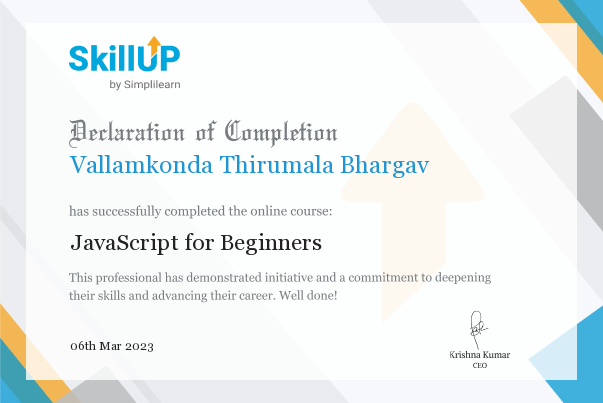 SkillUP
by Simplilearn
Declaration of Completion
Vallamkonda Thirumala Bhargav
has successfully completed the online course:
JavaScript for Beginners
This professional has demonstrated initiative and a commitment to deepening
their skills and advancing their career. Well done!
06th Mar 2023
Krishna Kumar
CEO